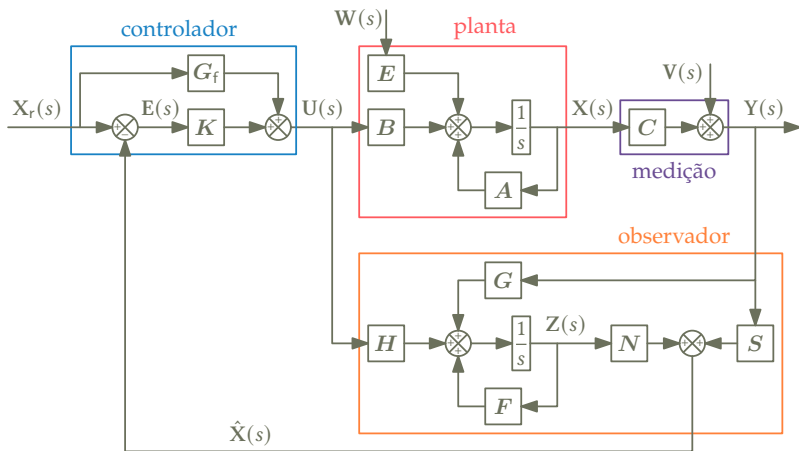 controlador
W(s)
planta
V(s)
X_r(s)
G_f
E(s)
K
U(s)
E
B
1/s
A
X(s)
C
Y(s)
medição
observador
G
H
1/s
Z(s)
N
S
F
X̂(s)